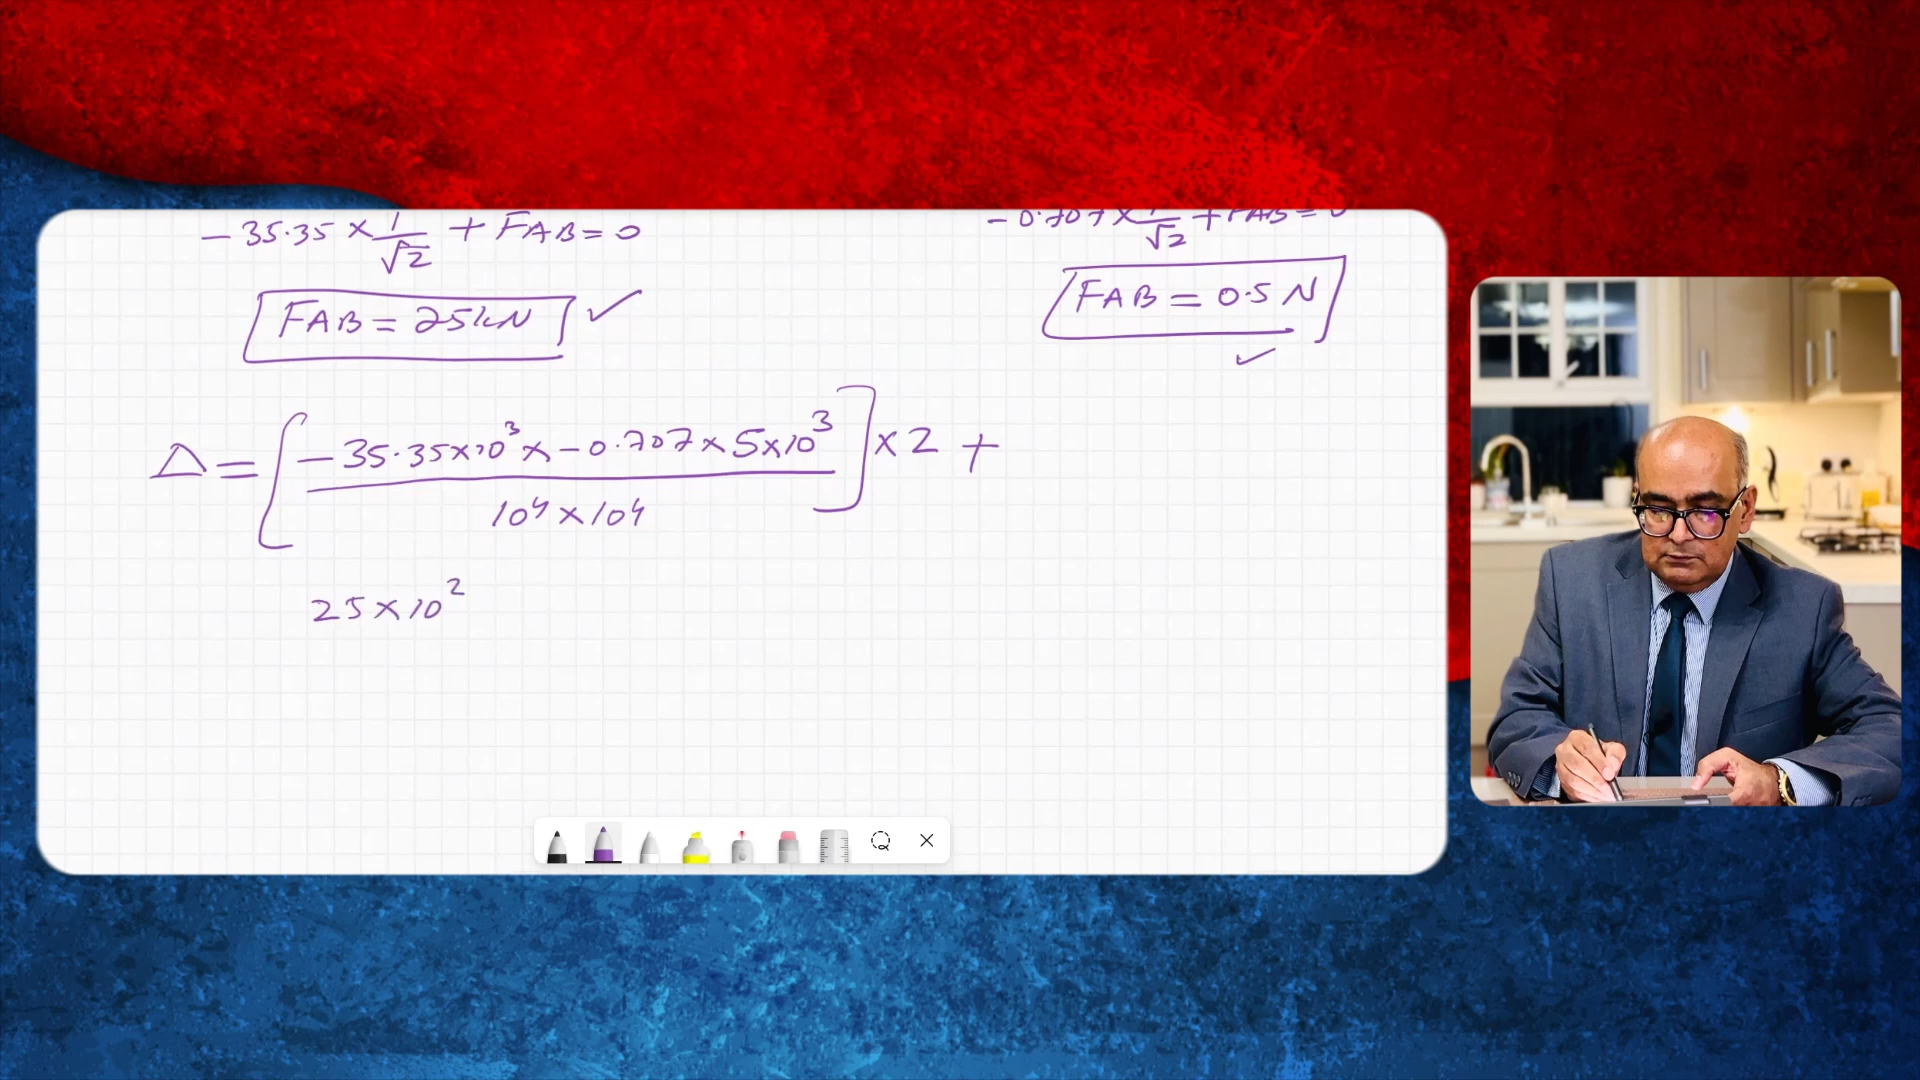 - 35.35 × 1/√2 + FAB = 0
- 0.707 × 1/√2 + FAB = 0
FAB = 25kN ✓
FAB = 0.5 N ✓
Δ = [ - 35.35×10³ × - 0.707 × 5×10³ / 10⁴ × 10⁴ ] × 2 +
25 × 10²